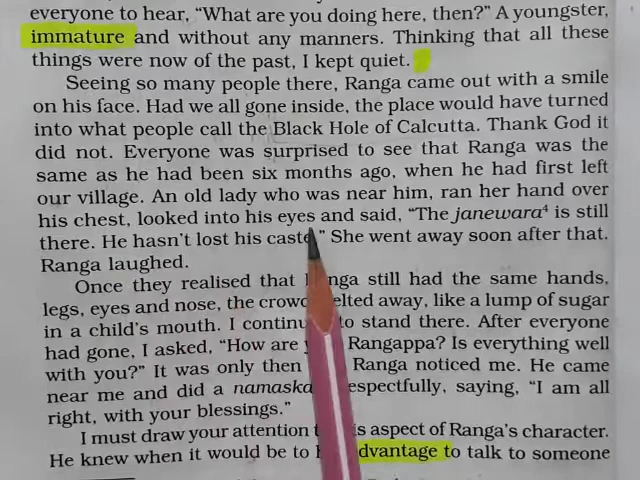 everyone to hear, “What are you doing here, then?” A youngster,
immature and without any manners. Thinking that all these
things were now of the past, I kept quiet.
Seeing so many people there, Ranga came out with a smile
on his face. Had we all gone inside, the place would have turned
into what people call the Black Hole of Calcutta. Thank God it
did not. Everyone was surprised to see that Ranga was the
same as he had been six months ago, when he had first left
our village. An old lady who was near him, ran her hand over
his chest, looked into his eyes and said, “The janewara⁴ is still
there. He hasn’t lost his caste.” She went away soon after that.
Ranga laughed.
Once they realised that Ranga still had the same hands,
legs, eyes and nose, the crowd melted away, like a lump of sugar
in a child’s mouth. I continu to stand there. After everyone
had gone, I asked, “How are Rangappa? Is everything well
with you?” It was only then Ranga noticed me. He came
near me and did a namaska espectfully, saying, “I am all
right, with your blessings.”
I must draw your attention t is aspect of Ranga’s character.
He knew when it would be to h dvantage to talk to someone